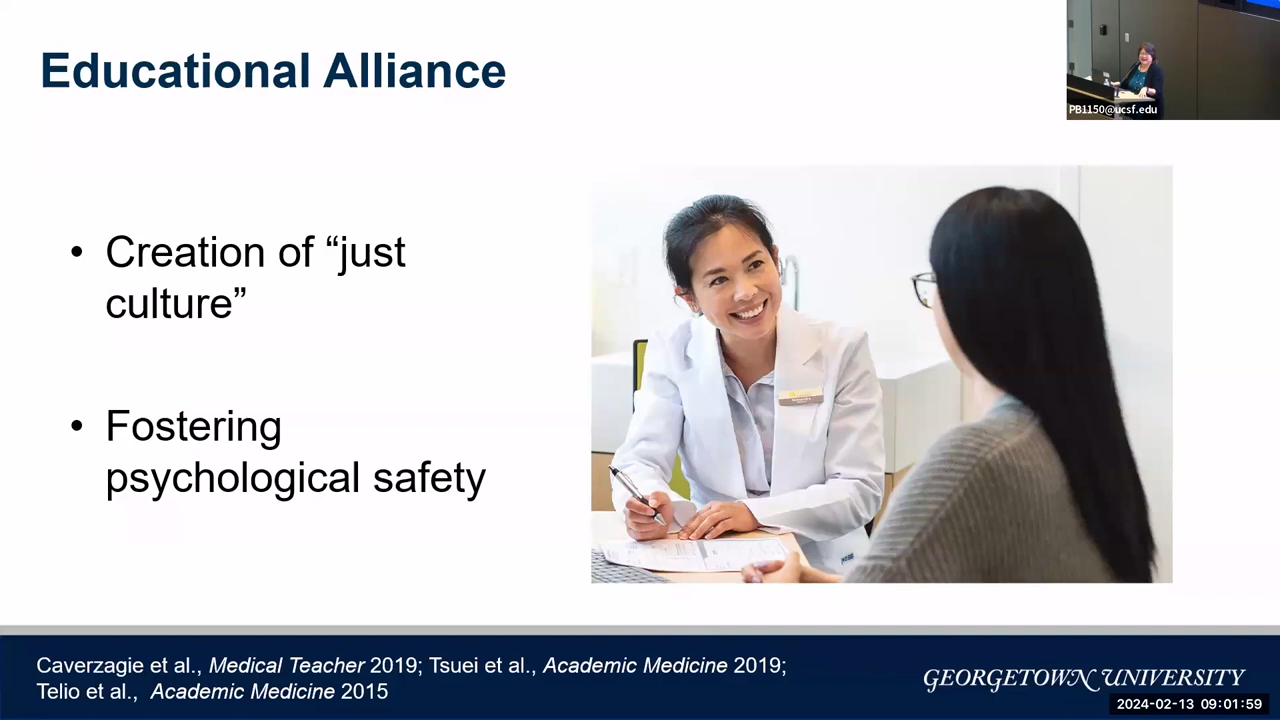 Educational Alliance
PB1150@ucsf.edu
• Creation of “just
culture”
• Fostering
psychological safety
Caverzagie et al., Medical Teacher 2019; Tsuei et al., Academic Medicine 2019;
Telio et al., Academic Medicine 2015
GEORGETOWN UNIVERSITY
2024-02-13 09:01:59